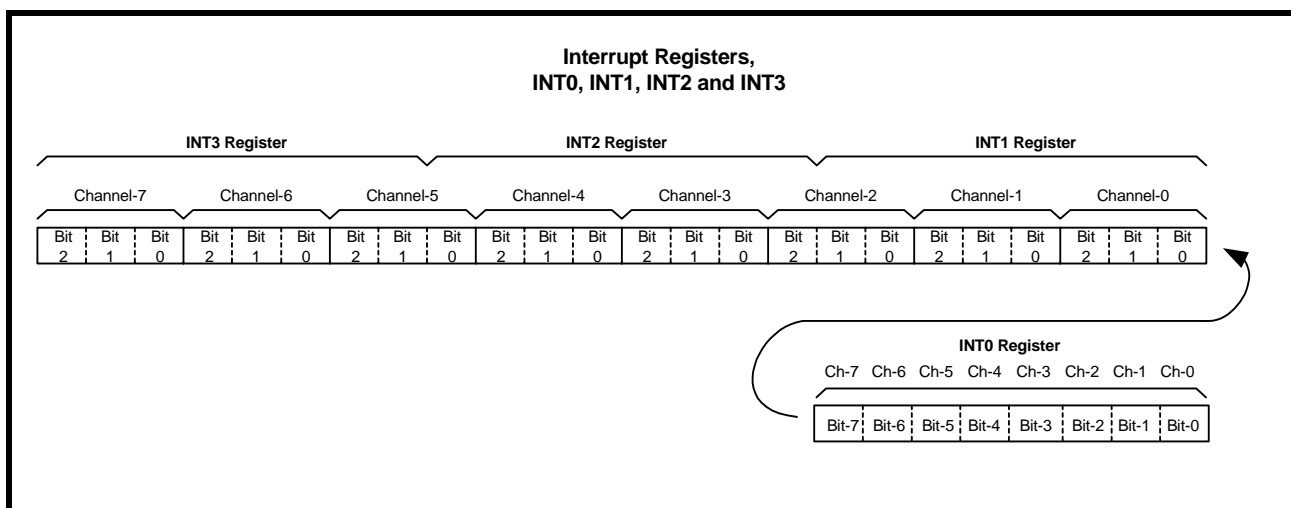 Interrupt Registers,
INT0, INT1, INT2 and INT3
INT3 Register INT2 Register INT1 Register
Channel-7 Channel-6 Channel-5 Channel-4 Channel-3 Channel-2 Channel-1 Channel-0
Bit Bit Bit Bit Bit Bit Bit Bit Bit Bit Bit Bit Bit Bit Bit Bit Bit Bit Bit Bit Bit Bit Bit Bit
2 1 0 2 1 0 2 1 0 2 1 0 2 1 0 2 1 0 2 1 0 2 1 0
INT0 Register
Ch-7 Ch-6 Ch-5 Ch-4 Ch-3 Ch-2 Ch-1 Ch-0
Bit-7 Bit-6 Bit-5 Bit-4 Bit-3 Bit-2 Bit-1 Bit-0